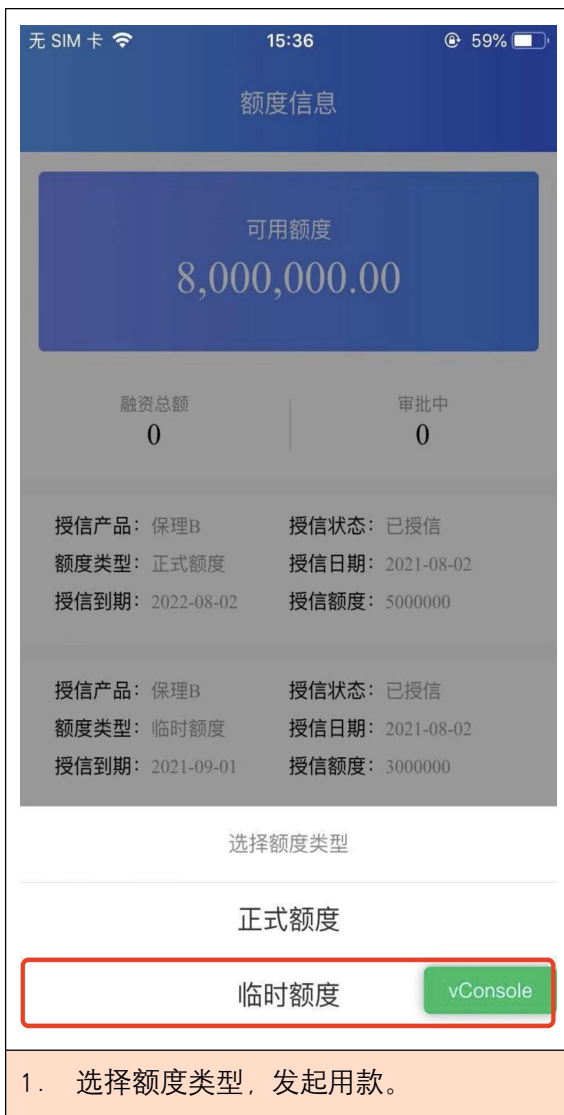 无 SIM 卡 15:36 59%
额度信息
可用额度
8,000,000.00
融资总额 审批中
0 0
授信产品：保理B 授信状态：已授信
额度类型：正式额度 授信日期：2021-08-02
授信到期：2022-08-02 授信额度：5000000
授信产品：保理B 授信状态：已授信
额度类型：临时额度 授信日期：2021-08-02
授信到期：2021-09-01 授信额度：3000000
选择额度类型
正式额度
临时额度 vConsole
1. 选择额度类型，发起用款。